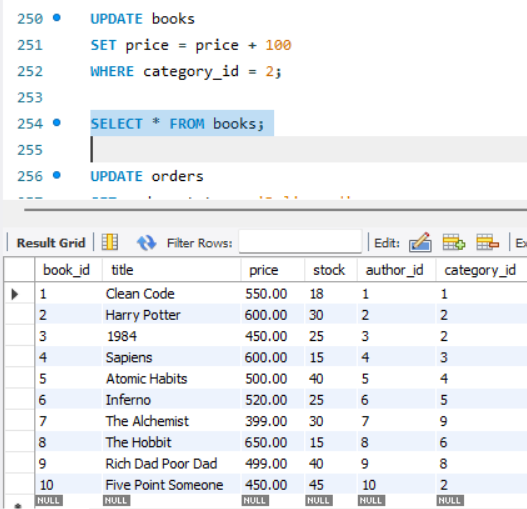 250 UPDATE books
251 SET price = price + 100
252 WHERE category_id = 2;
253
254 SELECT * FROM books;
255
256 UPDATE orders
Result Grid Filter Rows: Edit:
book_id title price stock author_id category_id
1 Clean Code 550.00 18 1 1
2 Harry Potter 600.00 30 2 2
3 1984 450.00 25 3 2
4 Sapiens 600.00 15 4 3
5 Atomic Habits 500.00 40 5 4
6 Inferno 520.00 25 6 5
7 The Alchemist 399.00 30 7 9
8 The Hobbit 650.00 15 8 6
9 Rich Dad Poor Dad 499.00 40 9 8
10 Five Point Someone 450.00 45 10 2
NULL NULL NULL NULL NULL NULL